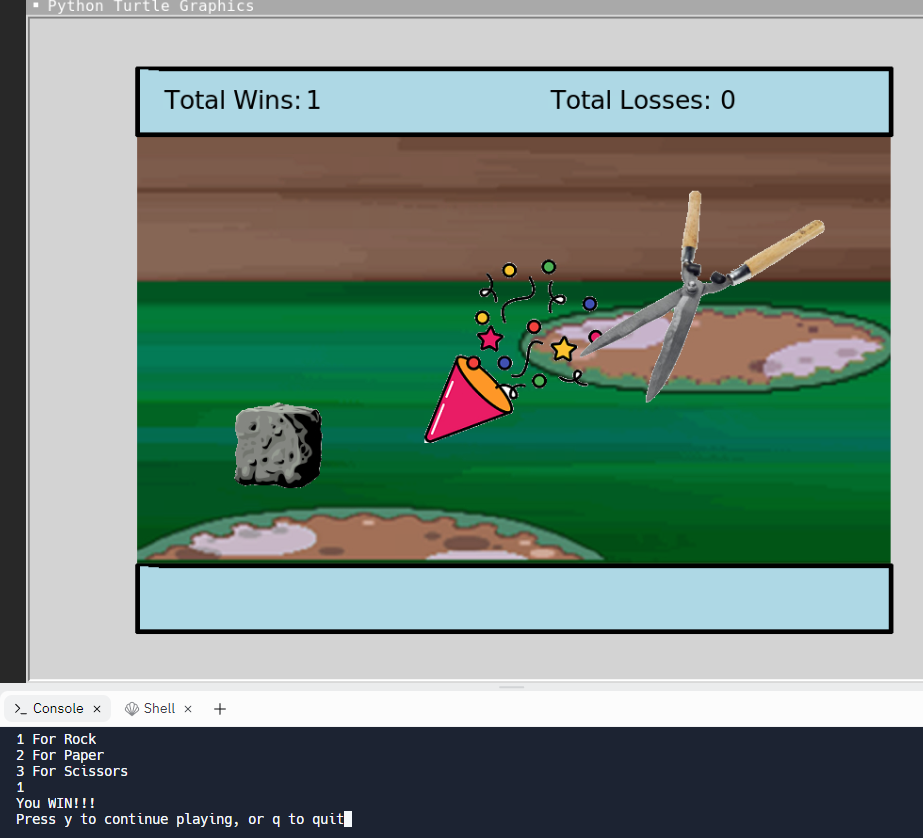 Python Turtle Graphics
Total Wins: 1 Total Losses: 0
Console × Shell × +
1 For Rock
2 For Paper
3 For Scissors
1
You WIN!!!
Press y to continue playing, or q to quit